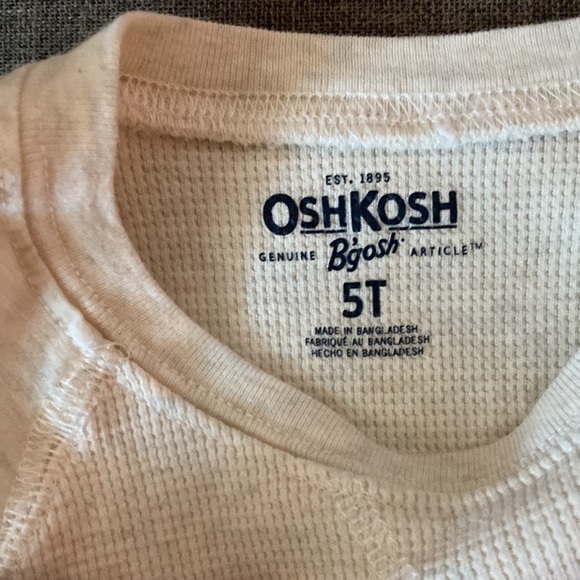 EST. 1895
OSHKOSH
GENUINE B'gosh® ARTICLE™
5T
MADE IN BANGLADESH
FABRIQUÉ AU BANGLADESH
HECHO EN BANGLADESH